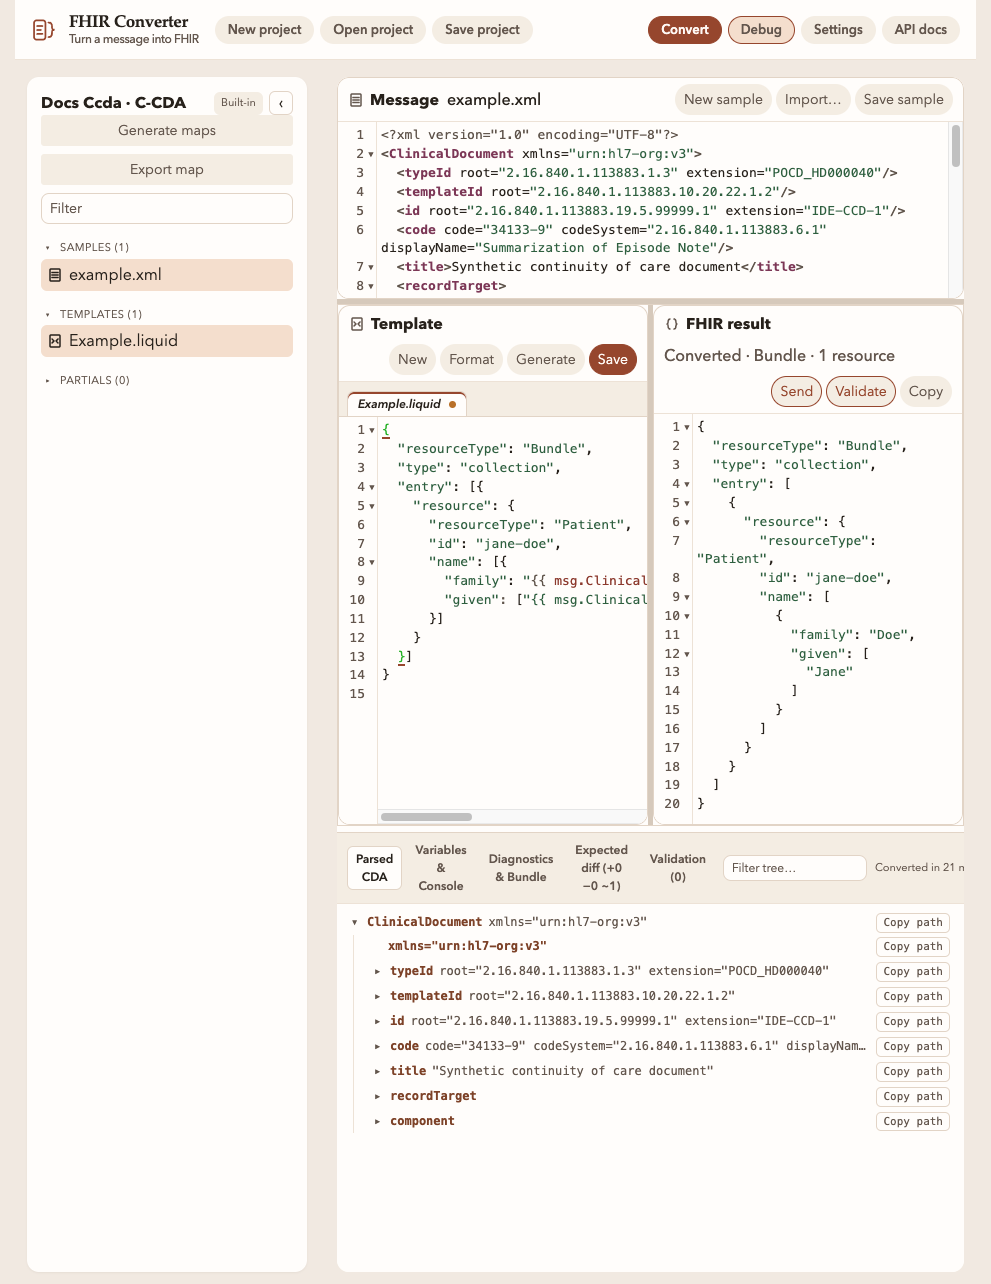 FHIR Converter
Turn a message into FHIR
New project
Open project
Save project
Convert
Debug
Settings
API docs
Docs Ccda · C-CDA
Built-in
Generate maps
Export map
Filter
SAMPLES (1)
example.xml
TEMPLATES (1)
Example.liquid
PARTIALS (0)
Message example.xml
New sample
Import…
Save sample
1 <?xml version="1.0" encoding="UTF-8"?>
2 <ClinicalDocument xmlns="urn:hl7-org:v3">
3 <typeId root="2.16.840.1.113883.1.3" extension="POCD_HD000040"/>
4 <templateId root="2.16.840.1.113883.10.20.22.1.2"/>
5 <id root="2.16.840.1.113883.19.5.99999.1" extension="IDE-CCD-1"/>
6 <code code="34133-9" codeSystem="2.16.840.1.113883.6.1"
displayName="Summarization of Episode Note"/>
7 <title>Synthetic continuity of care document</title>
8 <recordTarget>
Template
New
Format
Generate
Save
Example.liquid
1 {
2 "resourceType": "Bundle",
3 "type": "collection",
4 "entry": [{
5 "resource": {
6 "resourceType": "Patient",
7 "id": "jane-doe",
8 "name": [{
9 "family": "{{ msg.Clinical
10 "given": ["{{ msg.Clinical
11 }]
12 }
13 }]
14 }
15
{} FHIR result
Converted · Bundle · 1 resource
Send
Validate
Copy
1 {
2 "resourceType": "Bundle",
3 "type": "collection",
4 "entry": [
5 {
6 "resource": {
7 "resourceType":
"Patient",
8 "id": "jane-doe",
9 "name": [
10 {
11 "family": "Doe",
12 "given": [
13 "Jane"
14 ]
15 }
16 ]
17 }
18 }
19 ]
20 }
Parsed
CDA
Variables
&
Console
Diagnostics
& Bundle
Expected
diff (+0
−0 ~1)
Validation
(0)
Filter tree…
Converted in 21
ClinicalDocument xmlns="urn:hl7-org:v3" Copy path
xmlns="urn:hl7-org:v3" Copy path
typeId root="2.16.840.1.113883.1.3" extension="POCD_HD000040" Copy path
templateId root="2.16.840.1.113883.10.20.22.1.2" Copy path
id root="2.16.840.1.113883.19.5.99999.1" extension="IDE-CCD-1" Copy path
code code="34133-9" codeSystem="2.16.840.1.113883.6.1" displayNam… Copy path
title "Synthetic continuity of care document" Copy path
recordTarget Copy path
component Copy path